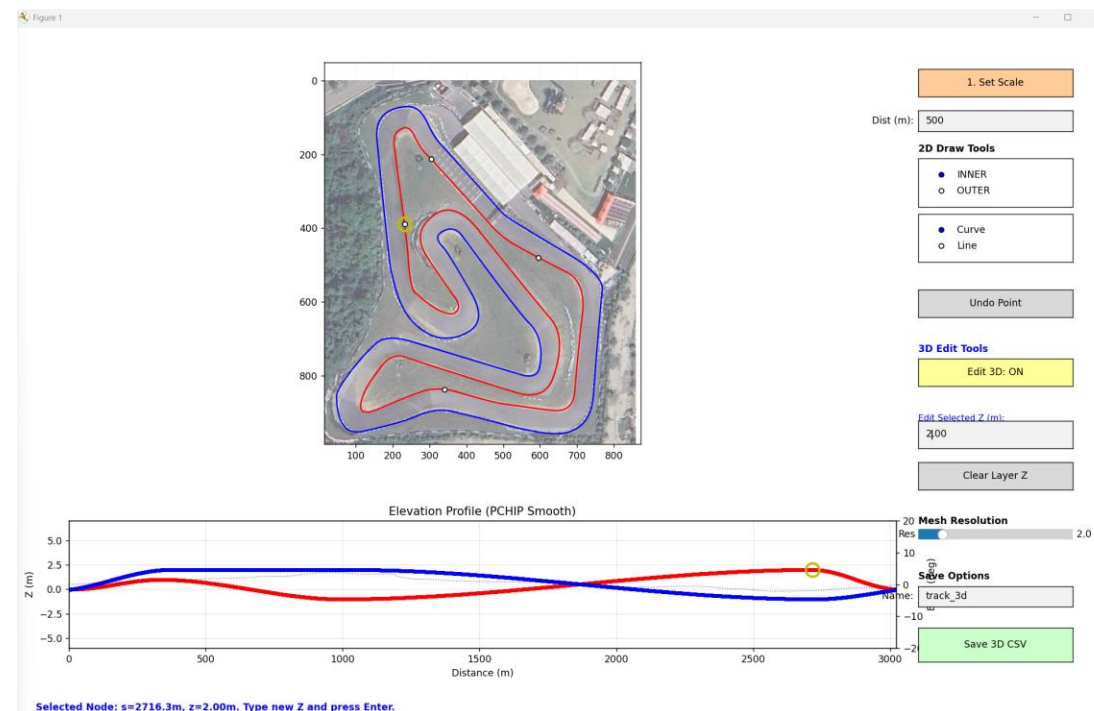 Figure 1
0
200
400
600
800
100 200 300 400 500 600 700 800
1. Set Scale
Dist (m): 500
2D Draw Tools
INNER
OUTER
Curve
Line
Undo Point
3D Edit Tools
Edit 3D: ON
Edit Selected Z (m):
2.00
Clear Layer Z
Mesh Resolution
Res 2.0
Save Options
Name: track_3d
Save 3D CSV
Elevation Profile (PCHIP Smooth)
Z (m)
5.0
2.5
0.0
−2.5
−5.0
20
10
0
−10
0 500 1000 1500 2000 2500 3000
Distance (m)
Selected Node: s=2716.3m, z=2.00m. Type new Z and press Enter.